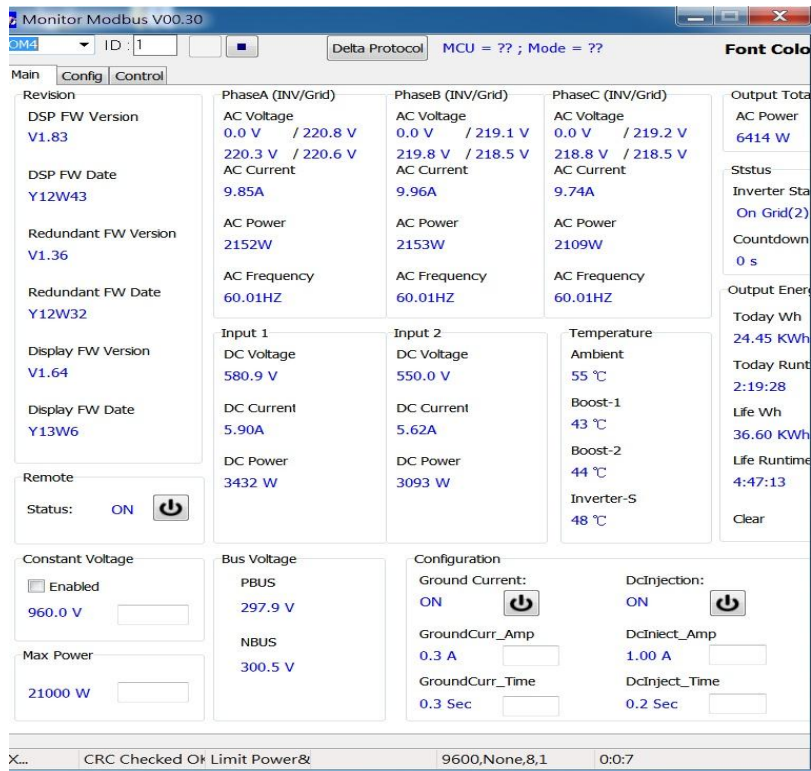 Monitor Modbus V00.30
COM4 ID : 1 Delta Protocol MCU = ?? ; Mode = ?? Font Colo
Main Config Control
Revision
DSP FW Version
V1.83
DSP FW Date
Y12W43
Redundant FW Version
V1.36
Redundant FW Date
Y12W32
Display FW Version
V1.64
Display FW Date
Y13W6
Remote
Status: ON
PhaseA (INV/Grid)
AC Voltage
0.0 V / 220.8 V
220.3 V / 220.6 V
AC Current
9.85A
AC Power
2152W
AC Frequency
60.01HZ
PhaseB (INV/Grid)
AC Voltage
0.0 V / 219.1 V
219.8 V / 218.5 V
AC Current
9.96A
AC Power
2153W
AC Frequency
60.01HZ
PhaseC (INV/Grid)
AC Voltage
0.0 V / 219.2 V
218.8 V / 218.5 V
AC Current
9.74A
AC Power
2109W
AC Frequency
60.01HZ
Output Tota
AC Power
6414 W
Ststus
Inverter Sta
On Grid(2)
Countdown
0 s
Output Energ
Today Wh
24.45 KWh
Today Runt
2:19:28
Life Wh
36.60 KWh
Life Runtime
4:47:13
Clear
Input 1
DC Voltage
580.9 V
DC Current
5.90A
DC Power
3432 W
Input 2
DC Voltage
550.0 V
DC Current
5.62A
DC Power
3093 W
Temperature
Ambient
55 ℃
Boost-1
43 ℃
Boost-2
44 ℃
Inverter-S
48 ℃
Constant Voltage
Enabled
960.0 V
Max Power
21000 W
Bus Voltage
PBUS
297.9 V
NBUS
300.5 V
Configuration
Ground Current: DcInjection:
ON ON
GroundCurr_Amp DcInject_Amp
0.3 A 1.00 A
GroundCurr_Time DcInject_Time
0.3 Sec 0.2 Sec
X... CRC Checked OK Limit Power& 9600,None,8,1 0:0:7